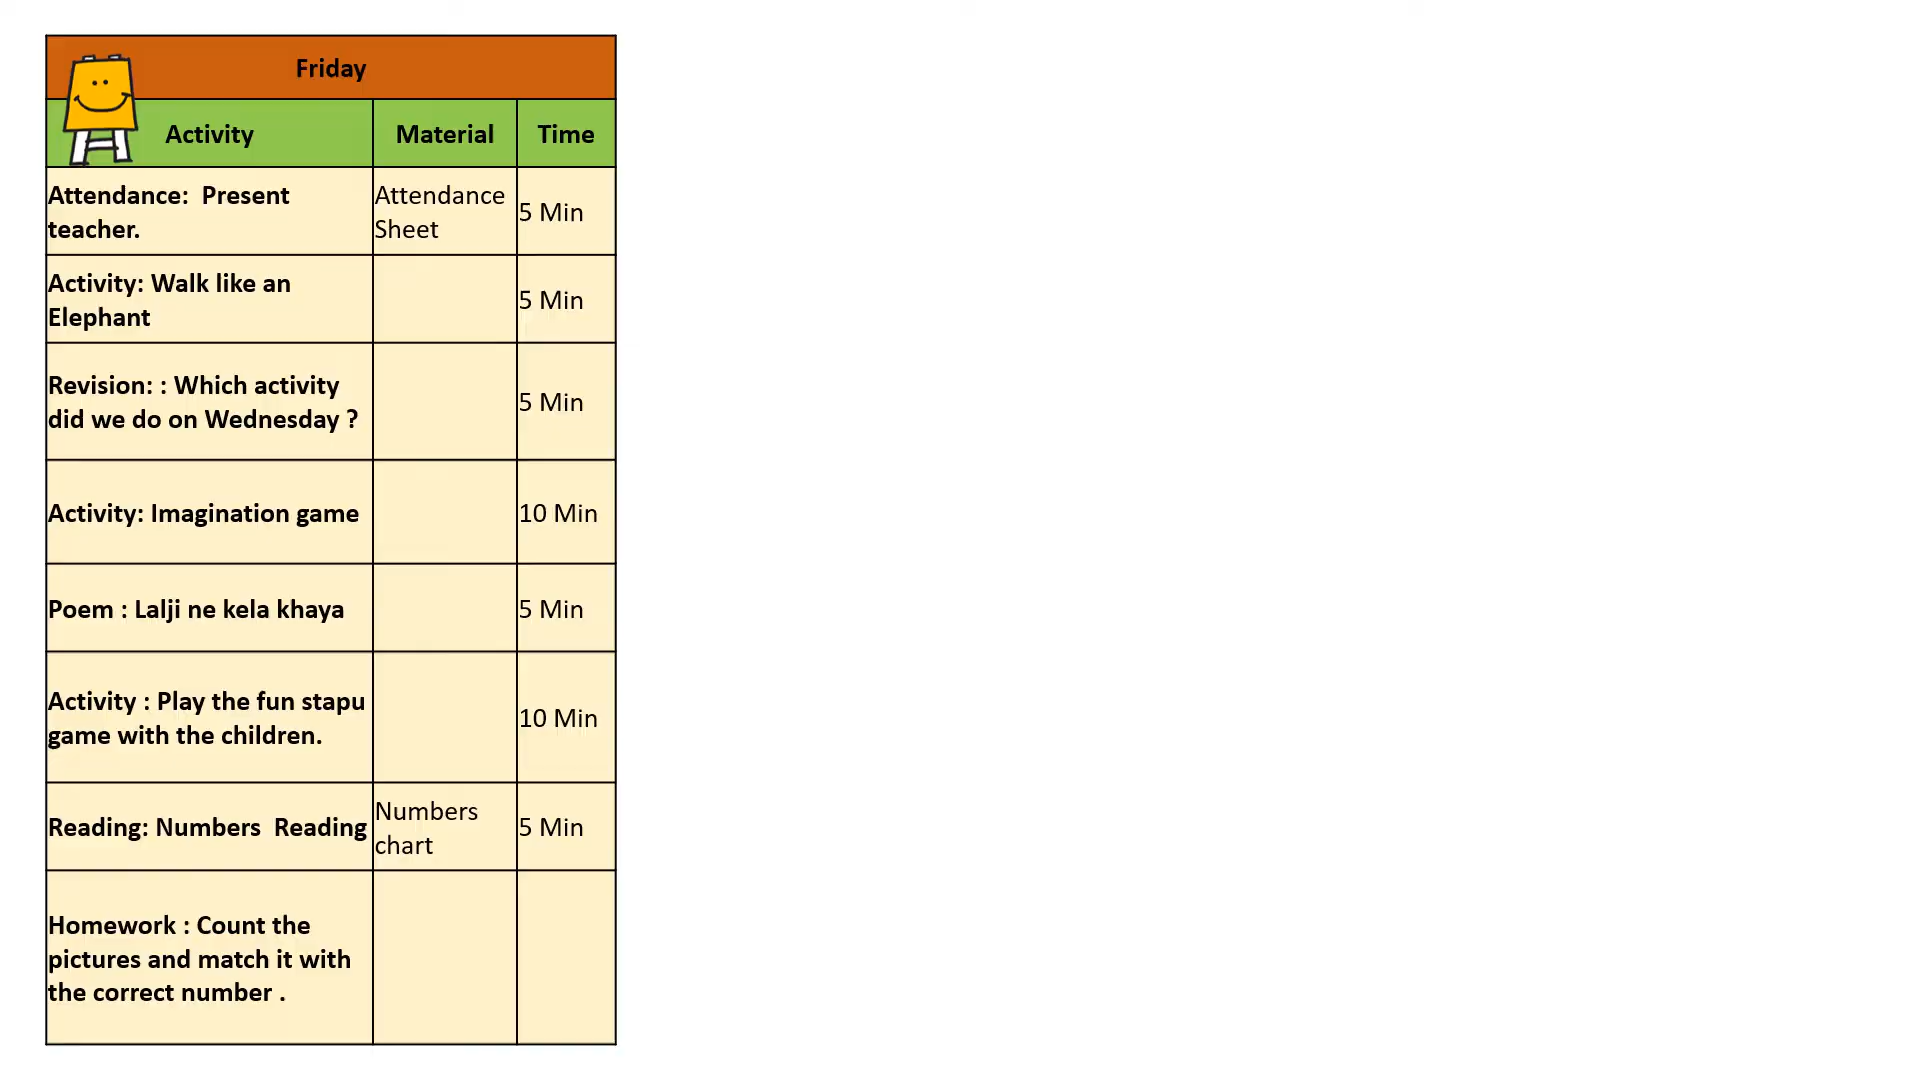 Friday
Activity
Material
Time
Attendance:  Present
teacher.
Attendance
Sheet
5 Min
Activity: Walk like an
Elephant
5 Min
Revision: : Which activity
did we do on Wednesday ?
5 Min
Activity: Imagination game
10 Min
Poem : Lalji ne kela khaya
5 Min
Activity : Play the fun stapu
game with the children.
10 Min
Reading: Numbers  Reading
Numbers
chart
5 Min
Homework : Count the
pictures and match it with
the correct number .